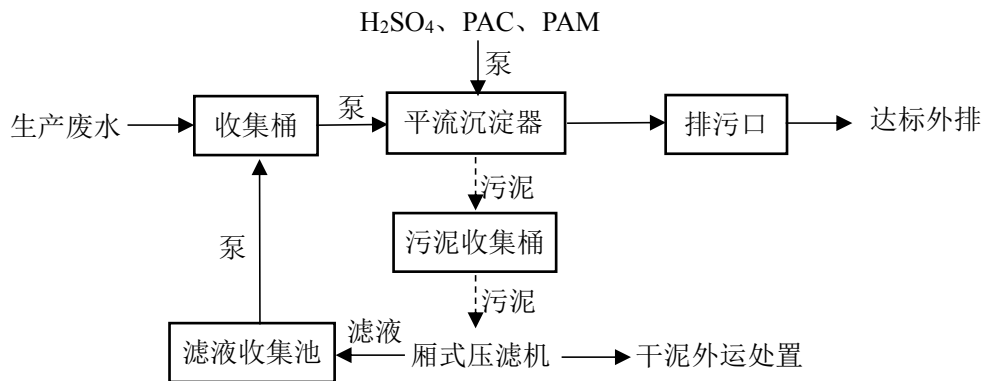 H₂SO₄、PAC、PAM
泵
生产废水
收集桶
泵
平流沉淀器
排污口
达标外排
污泥
污泥收集桶
泵
污泥
滤液收集池
滤液
厢式压滤机
干泥外运处置